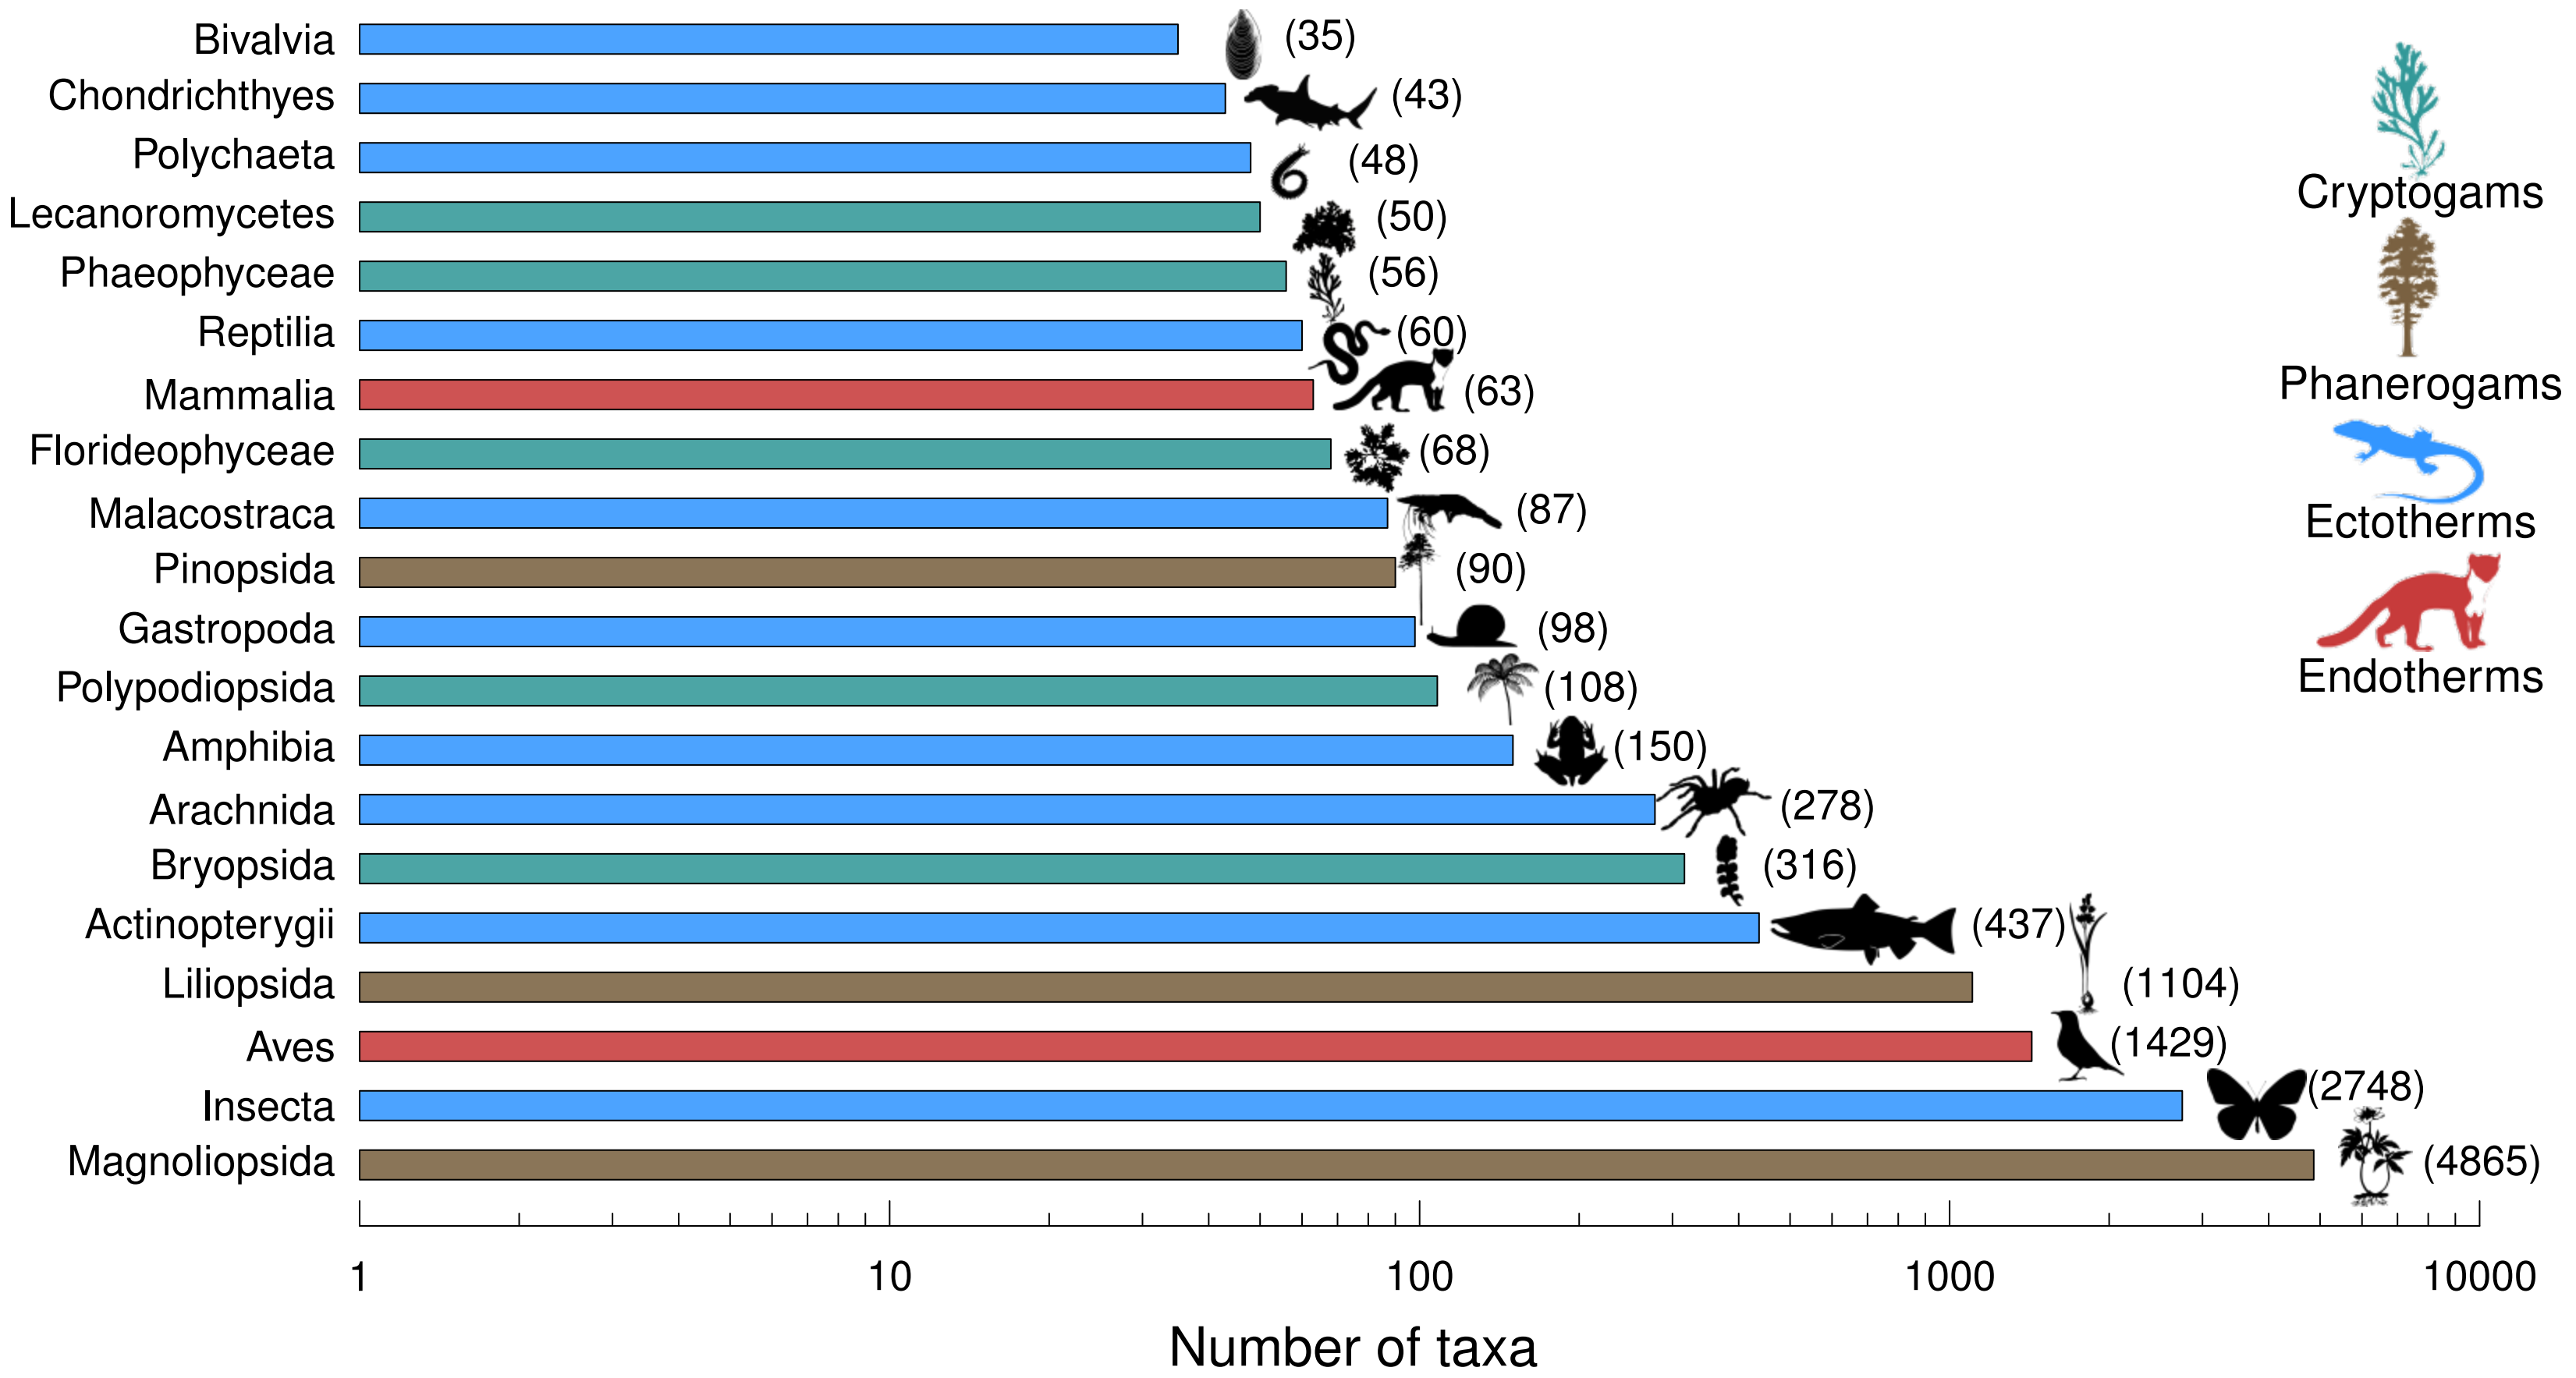 Bivalvia (35)
Chondrichthyes (43)
Polychaeta (48)
Lecanoromycetes (50)
Phaeophyceae (56)
Reptilia (60)
Mammalia (63)
Florideophyceae (68)
Malacostraca (87)
Pinopsida (90)
Gastropoda (98)
Polypodiopsida (108)
Amphibia (150)
Arachnida (278)
Bryopsida (316)
Actinopterygii (437)
Liliopsida (1104)
Aves (1429)
Insecta (2748)
Magnoliopsida (4865)
1 10 100 1000 10000
Number of taxa
Cryptogams
Phanerogams
Ectotherms
Endotherms